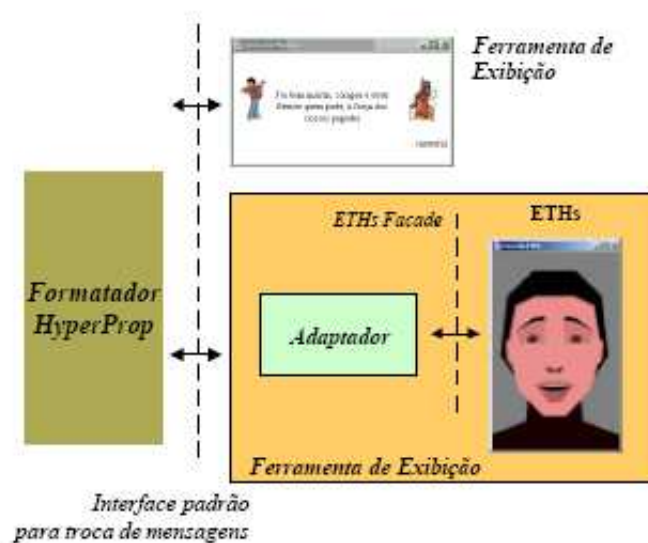 Ferramenta de
Exibição
ETHs Facade
ETHs
Formatador
HyperProp
Adaptador
Ferramenta de Exibição
Interface padrão
para troca de mensagens